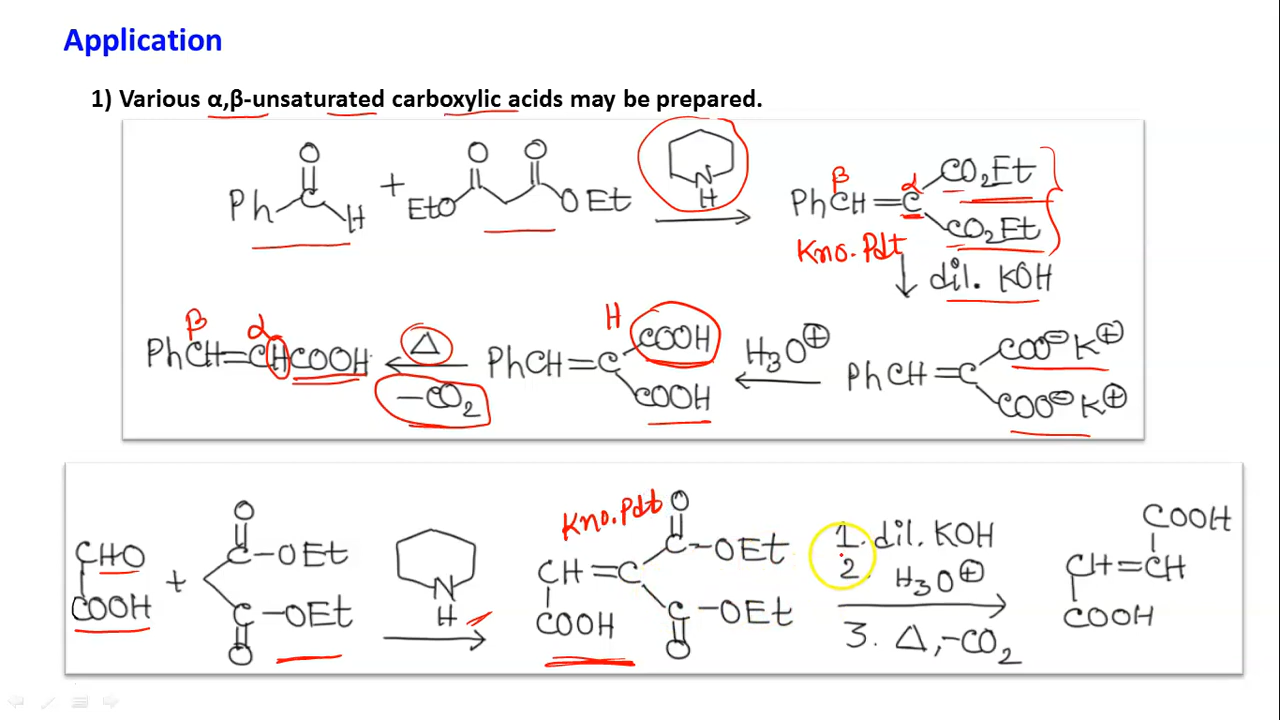 Application
1) Various α,β-unsaturated carboxylic acids may be prepared.
O
Ph C H + EtO O O OEt
N
H
β α
PhCH=C
CO₂Et
CO₂Et
Kno. Pdt
dil. KOH
PhCH=C
COO⊖K⊕
COO⊖K⊕
H₃O⊕
H
PhCH=C
COOH
COOH
Δ
-CO₂
β α
PhCH=CHCOOH
CHO
COOH
+
O
C-OEt
C-OEt
O
N
H
Kno. Pdt
O
C-OEt
CH=C
COOH
C-OEt
O
1. dil. KOH
2. H₃O⊕
3. Δ, -CO₂
COOH
CH=CH
COOH